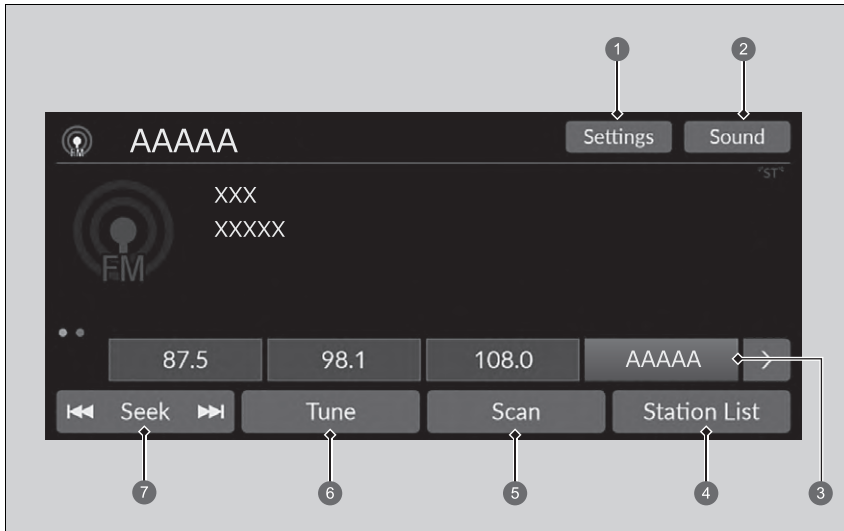 1
2
FM
AAAAA
Settings
Sound
"ST"
XXX
XXXXX
FM
87.5
98.1
108.0
AAAAA
3
Seek
Tune
Scan
Station List
7
6
5
4